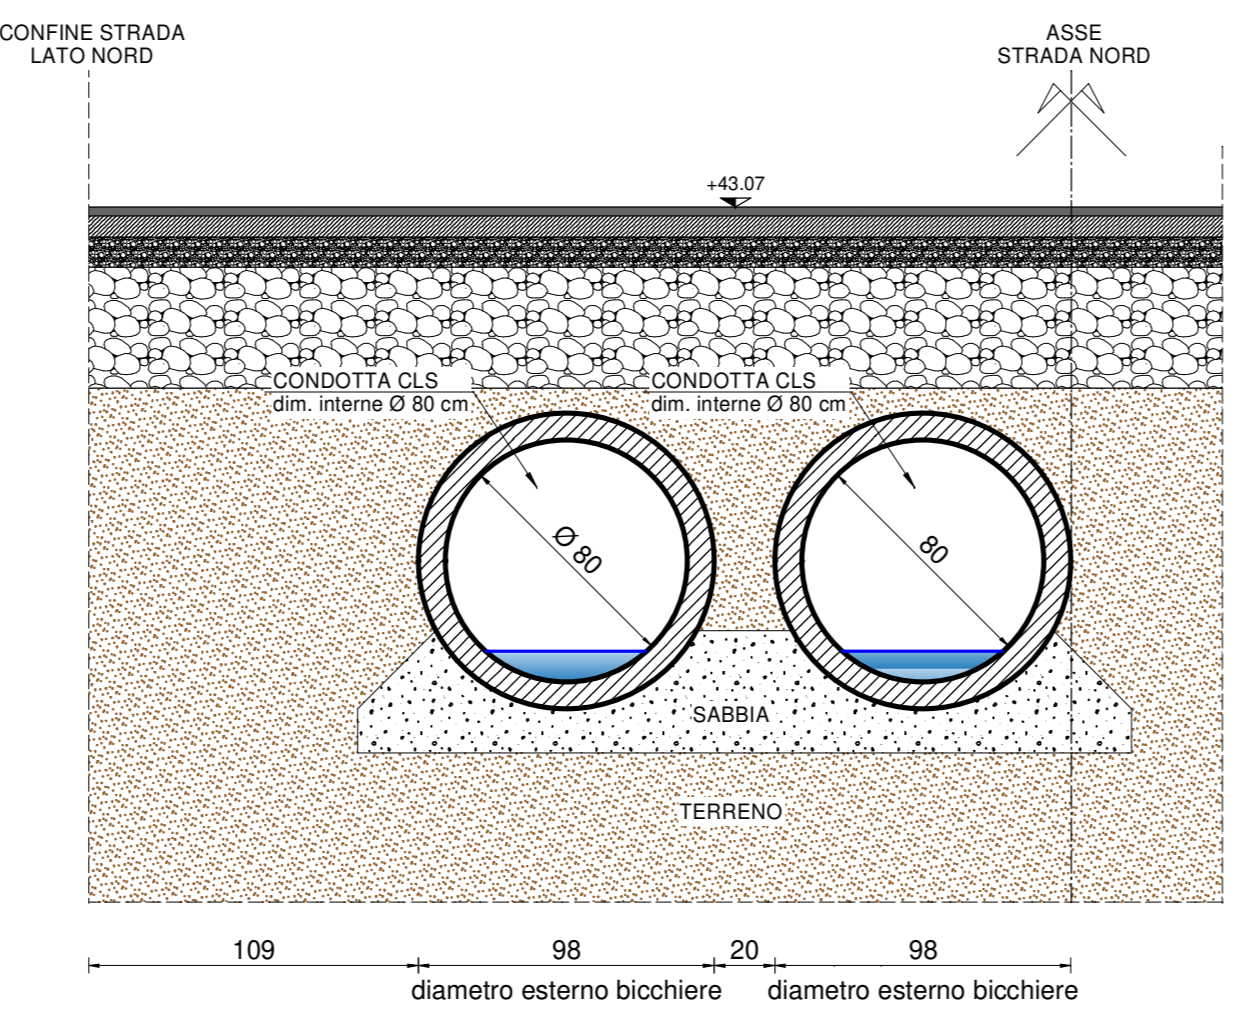 CONFINE STRADA
LATO NORD
ASSE
STRADA NORD
+43.07
CONDOTTA CLS
dim. interne Ø 80 cm
CONDOTTA CLS
dim. interne Ø 80 cm
Ø 80
80
SABBIA
TERRENO
109
98
20
98
diametro esterno bicchiere
diametro esterno bicchiere